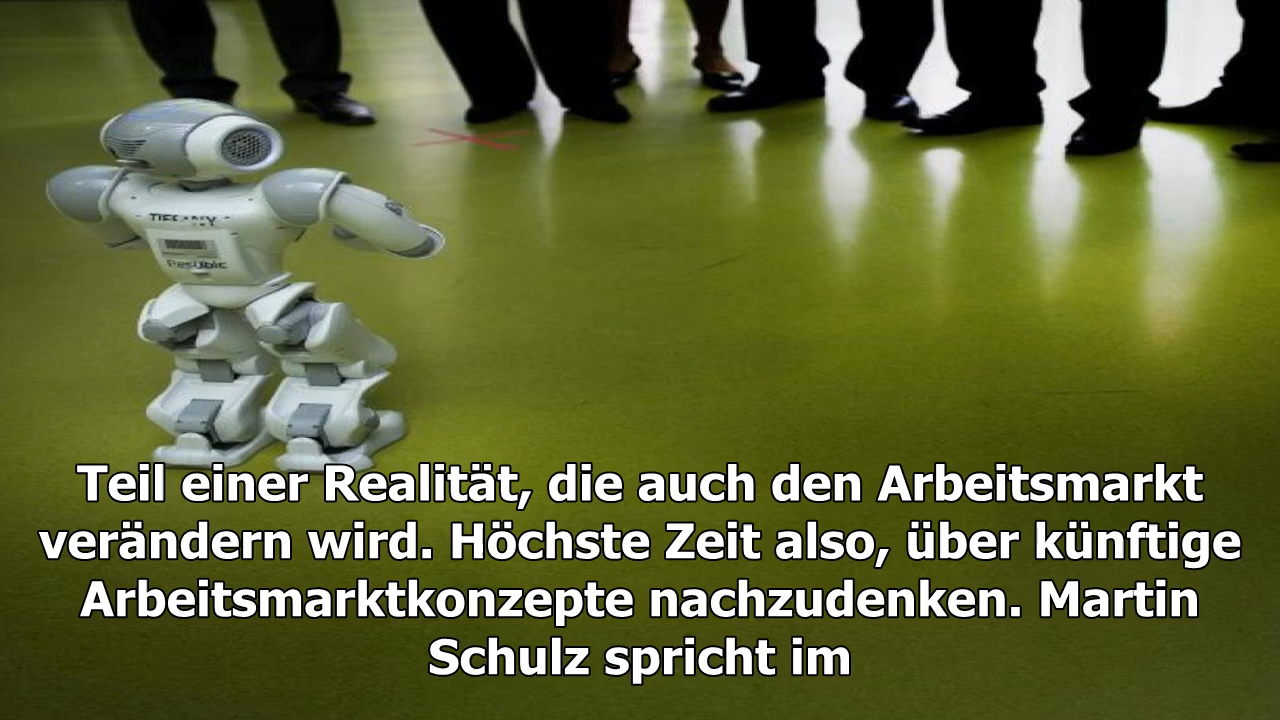 TIFFANY
Teil einer Realität, die auch den Arbeitsmarkt
verändern wird. Höchste Zeit also, über künftige
Arbeitsmarktkonzepte nachzudenken. Martin
Schulz spricht im